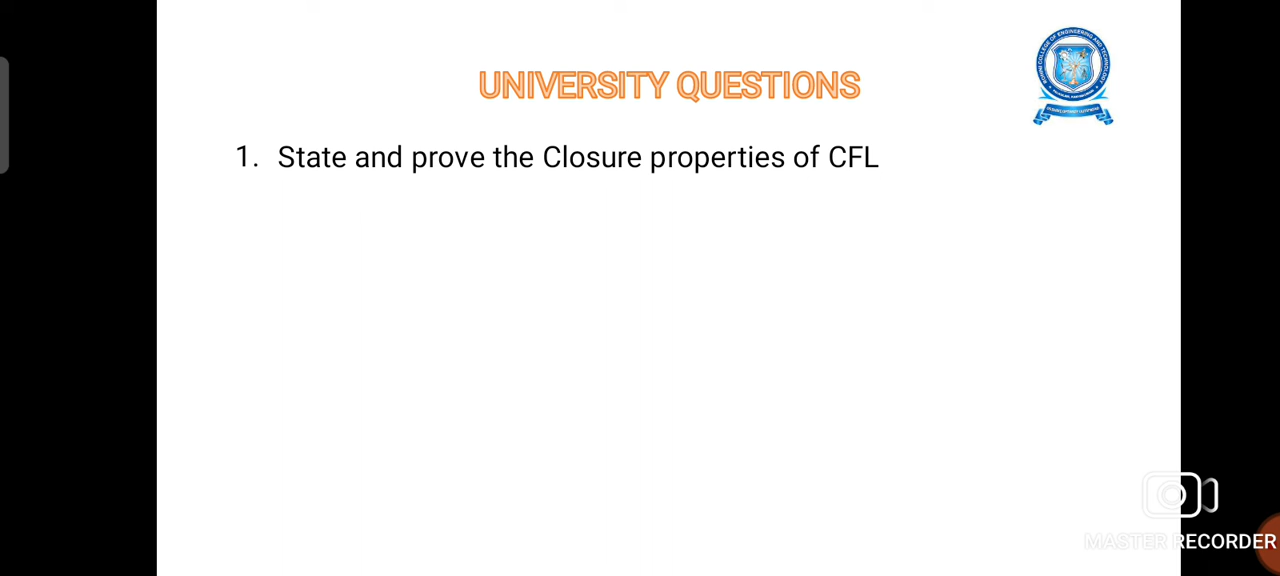 UNIVERSITY QUESTIONS
1. State and prove the Closure properties of CFL
MASTER RECORDER